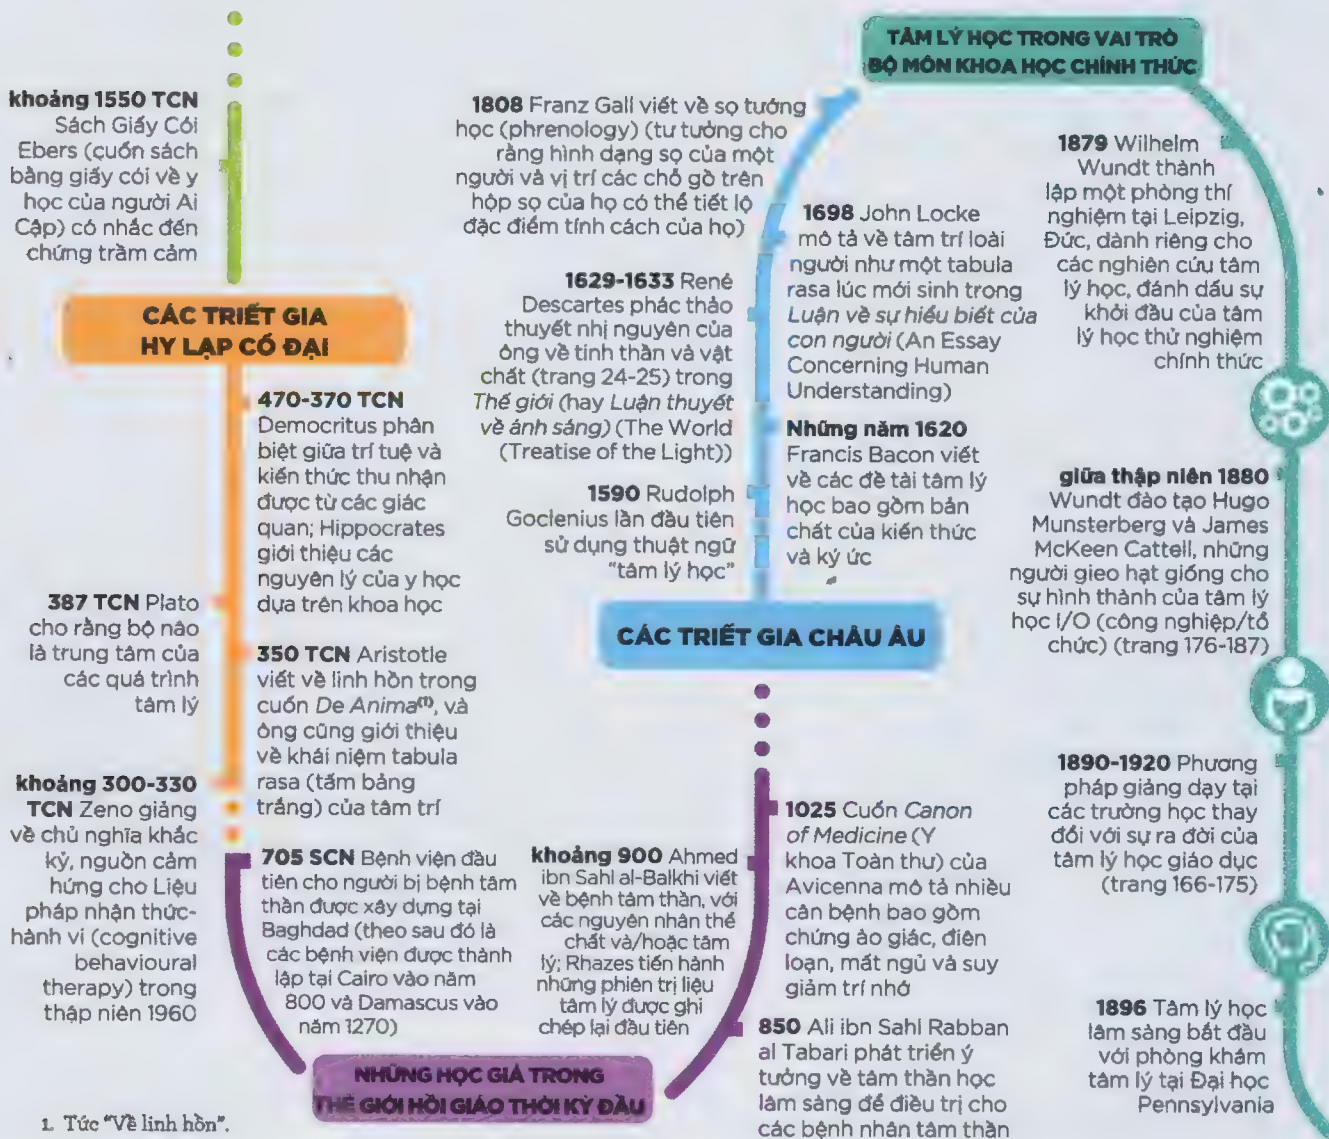 khoảng 1550 TCN
Sách Giấy Cói
Ebers (cuốn sách
bằng giấy cói về y
học của người Ai
Cập) có nhắc đến
chứng trầm cảm
CÁC TRIẾT GIA
HY LẠP CỔ ĐẠI
470-370 TCN
Democritus phân
biệt giữa trí tuệ và
kiến thức thu nhận
được từ các giác
quan; Hippocrates
giới thiệu các
nguyên lý của y học
dựa trên khoa học
387 TCN Plato
cho rằng bộ não
là trung tâm của
các quá trình
tâm lý
350 TCN Aristotle
viết về linh hồn trong
cuốn De Anima(1), và
ông cũng giới thiệu
về khái niệm tabula
rasa (tấm bảng
trắng) của tâm trí
khoảng 300-330
TCN Zeno giảng
về chủ nghĩa khắc
kỷ, nguồn cảm
hứng cho Liệu
pháp nhận thức-
hành vi (cognitive
behavioural
therapy) trong
thập niên 1960
705 SCN Bệnh viện đầu
tiên cho người bị bệnh tâm
thần được xây dựng tại
Baghdad (theo sau đó là
các bệnh viện được thành
lập tại Cairo vào năm
800 và Damascus vào
năm 1270)
NHỮNG HỌC GIẢ TRONG
THẾ GIỚI HỒI GIÁO THỜI KỲ ĐẦU
850 Ali ibn Sahl Rabban
al Tabari phát triển ý
tưởng về tâm thần học
lâm sàng để điều trị cho
các bệnh nhân tâm thần
khoảng 900 Ahmed
ibn Sahl al-Balkhi viết
về bệnh tâm thần, với
các nguyên nhân thể
chất và/hoặc tâm
lý; Rhazes tiến hành
những phiên trị liệu
tâm lý được ghi
chép lại đầu tiên
1025 Cuốn Canon
of Medicine (Y
khoa Toàn thư) của
Avicenna mô tả nhiều
căn bệnh bao gồm
chứng ảo giác, điên
loạn, mất ngủ và suy
giảm trí nhớ
CÁC TRIẾT GIA CHÂU ÂU
1590 Rudolph
Goclenius lần đầu tiên
sử dụng thuật ngữ
"tâm lý học"
Những năm 1620
Francis Bacon viết
về các đề tài tâm lý
học bao gồm bản
chất của kiến thức
và ký ức
1629-1633 René
Descartes phác thảo
thuyết nhị nguyên của
ông về tinh thần và vật
chất (trang 24-25) trong
Thế giới (hay Luận thuyết
về ánh sáng) (The World
(Treatise of the Light))
1698 John Locke
mô tả về tâm trí loài
người như một tabula
rasa lúc mới sinh trong
Luận về sự hiểu biết của
con người (An Essay
Concerning Human
Understanding)
1808 Franz Gall viết về sọ tướng
học (phrenology) (tư tưởng cho
rằng hình dạng sọ của một
người và vị trí các chỗ gồ trên
hộp sọ của họ có thể tiết lộ
đặc điểm tính cách của họ)
TÂM LÝ HỌC TRONG VAI TRÒ
BỘ MÔN KHOA HỌC CHÍNH THỨC
1879 Wilhelm
Wundt thành
lập một phòng thí
nghiệm tại Leipzig,
Đức, dành riêng cho
các nghiên cứu tâm
lý học, đánh dấu sự
khởi đầu của tâm
lý học thử nghiệm
chính thức
giữa thập niên 1880
Wundt đào tạo Hugo
Munsterberg và James
McKeen Cattell, những
người gieo hạt giống cho
sự hình thành của tâm lý
học I/O (công nghiệp/tổ
chức) (trang 176-187)
1890-1920 Phương
pháp giảng dạy tại
các trường học thay
đổi với sự ra đời của
tâm lý học giáo dục
(trang 166-175)
1896 Tâm lý học
lâm sàng bắt đầu
với phòng khám
tâm lý tại Đại học
Pennsylvania
1. Tức "Về linh hồn".